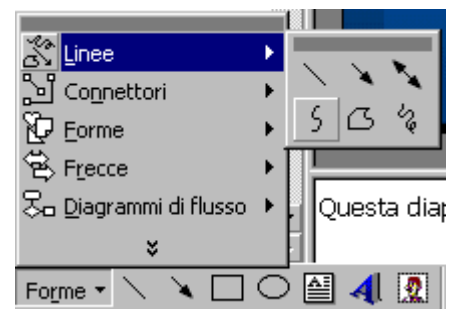 Linee
Connettori
Forme
Frecce
Diagrammi di flusso
Questa diap
Forme